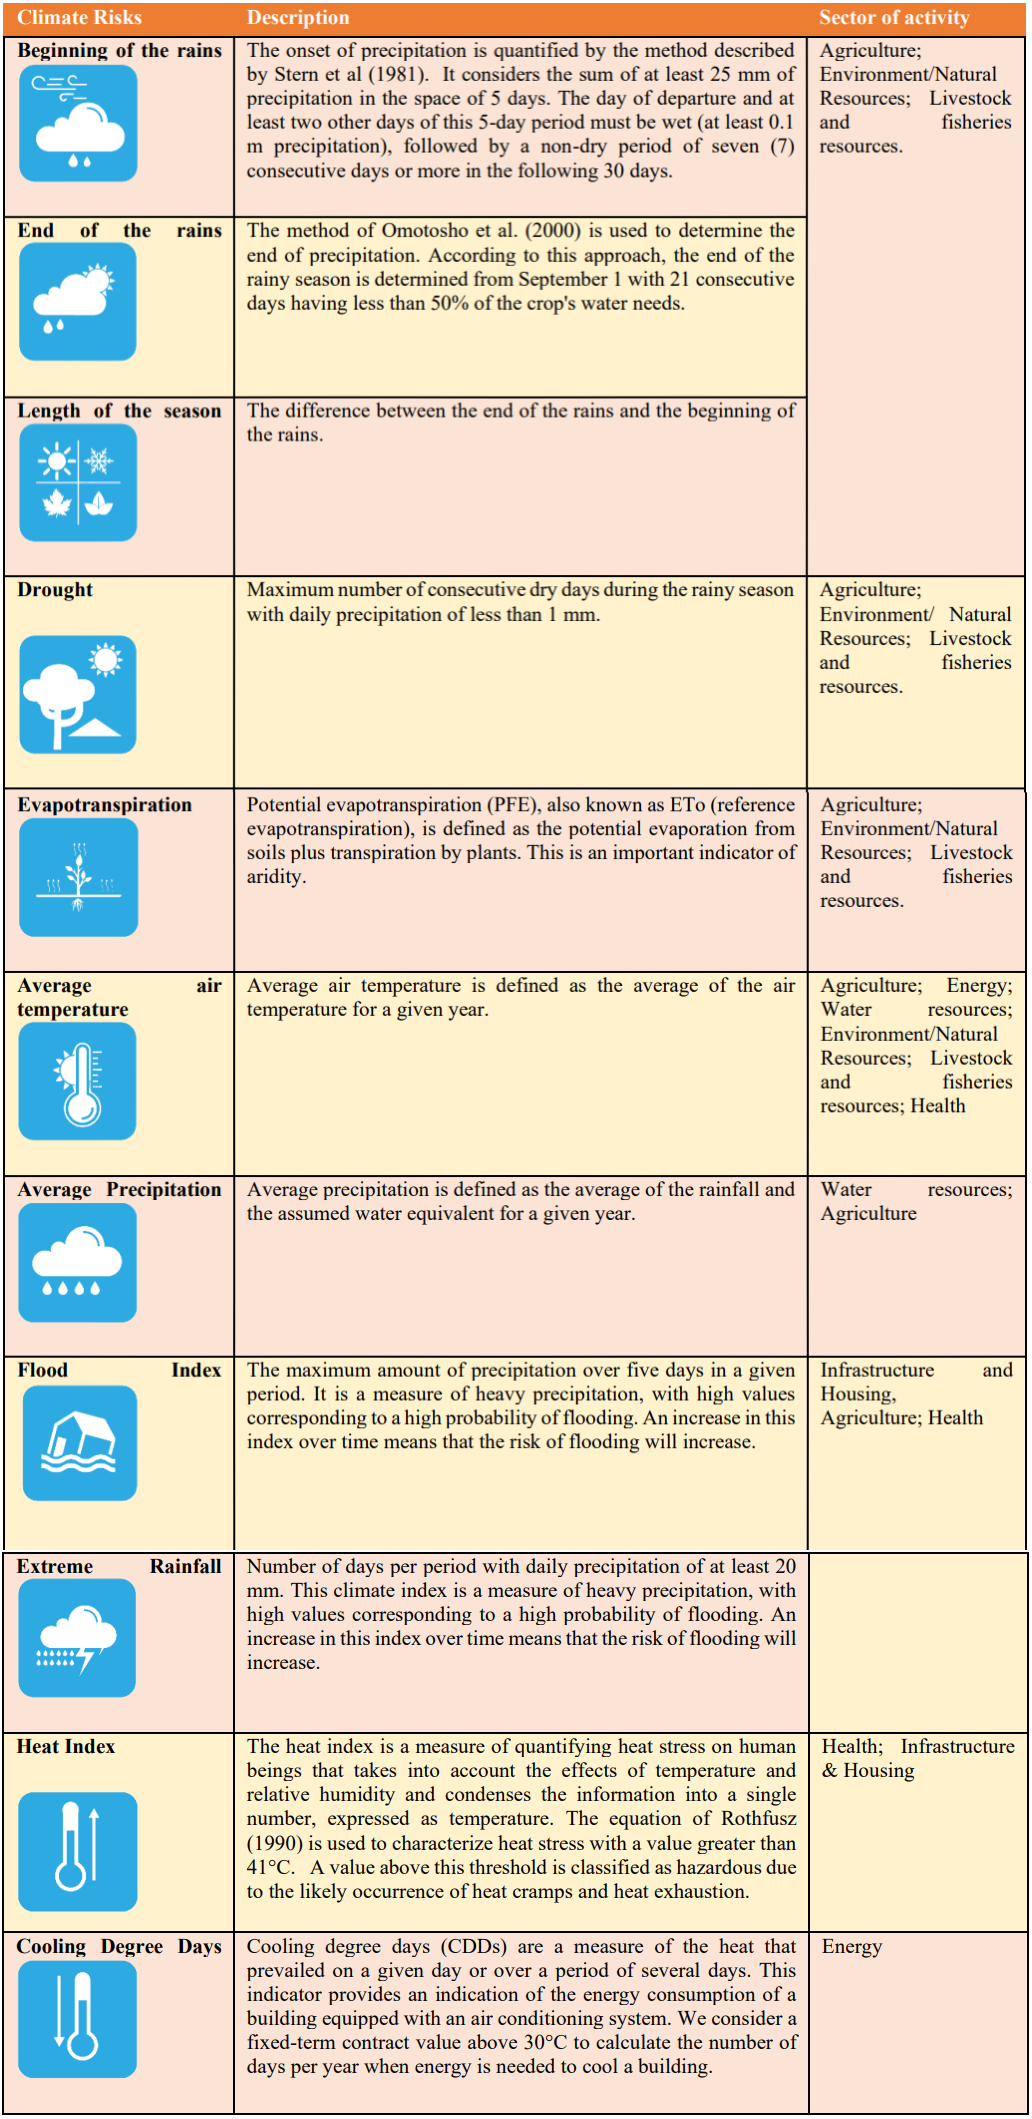 Climate Risks
Description
Sector of activity
Beginning of the rains
The onset of precipitation is quantified by the method described
by Stern et al (1981).  It considers the sum of at least 25 mm of
precipitation in the space of 5 days. The day of departure and at
least two other days of this 5-day period must be wet (at least 0.1
m precipitation), followed by a non-dry period of seven (7)
consecutive days or more in the following 30 days.
Agriculture;
Environment/Natural
Resources; Livestock
and fisheries
resources.
End of the rains
The method of Omotosho et al. (2000) is used to determine the
end of precipitation. According to this approach, the end of the
rainy season is determined from September 1 with 21 consecutive
days having less than 50% of the crop's water needs.
Length of the season
The difference between the end of the rains and the beginning of
the rains.
Drought
Maximum number of consecutive dry days during the rainy season
with daily precipitation of less than 1 mm.
Agriculture;
Environment/ Natural
Resources; Livestock
and fisheries
resources.
Evapotranspiration
Potential evapotranspiration (PFE), also known as ETo (reference
evapotranspiration), is defined as the potential evaporation from
soils plus transpiration by plants. This is an important indicator of
aridity.
Agriculture;
Environment/Natural
Resources; Livestock
and fisheries
resources.
Average air
temperature
Average air temperature is defined as the average of the air
temperature for a given year.
Agriculture; Energy;
Water resources;
Environment/Natural
Resources; Livestock
and fisheries
resources; Health
Average Precipitation
Average precipitation is defined as the average of the rainfall and
the assumed water equivalent for a given year.
Water resources;
Agriculture
Flood Index
The maximum amount of precipitation over five days in a given
period. It is a measure of heavy precipitation, with high values
corresponding to a high probability of flooding. An increase in this
index over time means that the risk of flooding will increase.
Infrastructure and
Housing,
Agriculture; Health
Extreme Rainfall
Number of days per period with daily precipitation of at least 20
mm. This climate index is a measure of heavy precipitation, with
high values corresponding to a high probability of flooding. An
increase in this index over time means that the risk of flooding will
increase.
Heat Index
The heat index is a measure of quantifying heat stress on human
beings that takes into account the effects of temperature and
relative humidity and condenses the information into a single
number, expressed as temperature. The equation of Rothfusz
(1990) is used to characterize heat stress with a value greater than
41°C.  A value above this threshold is classified as hazardous due
to the likely occurrence of heat cramps and heat exhaustion.
Health; Infrastructure
& Housing
Cooling Degree Days
Cooling degree days (CDDs) are a measure of the heat that
prevailed on a given day or over a period of several days. This
indicator provides an indication of the energy consumption of a
building equipped with an air conditioning system. We consider a
fixed-term contract value above 30°C to calculate the number of
days per year when energy is needed to cool a building.
Energy